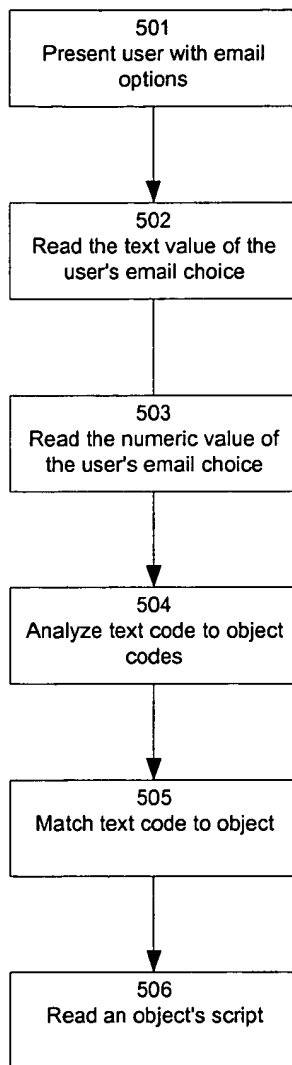 501
Present user with email
options
502
Read the text value of the
user's email choice
503
Read the numeric value of
the user's email choice
504
Analyze text code to object
codes
505
Match text code to object
506
Read an object's script